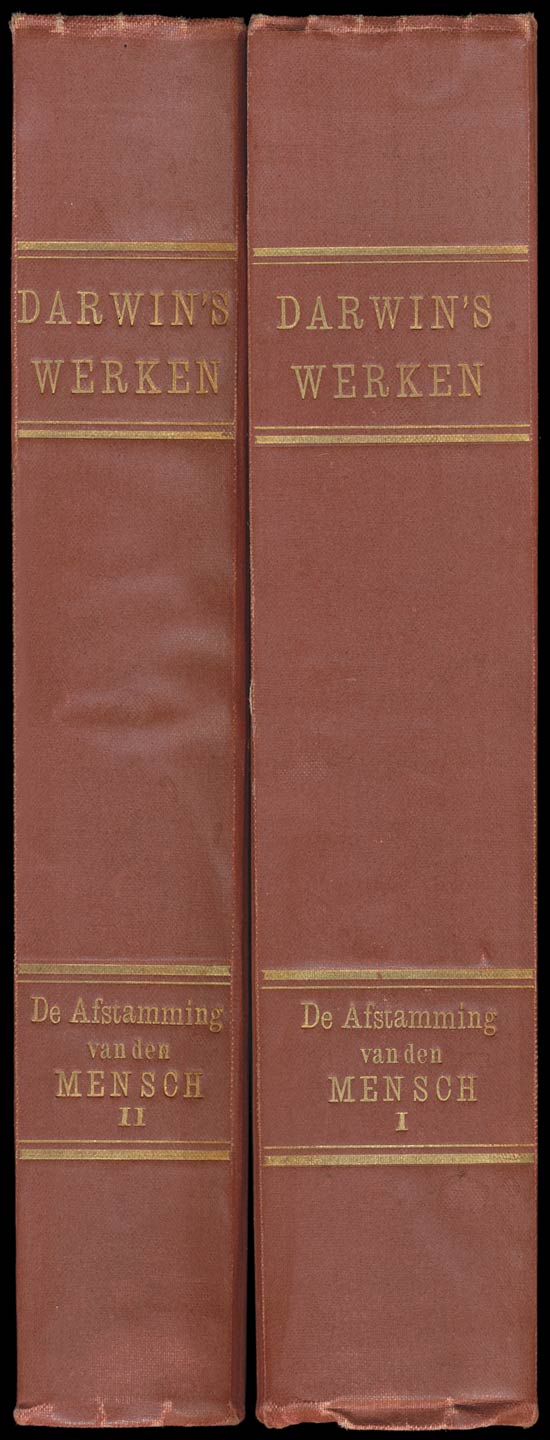 DARWIN'S
WERKEN
De Afstamming
van den
MENSCH
II
DARWIN'S
WERKEN
De Afstamming
van den
MENSCH
I